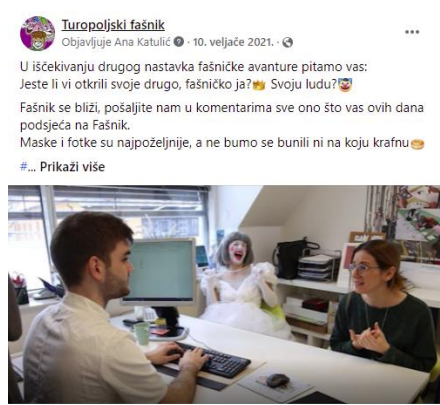 Turopoljski fašnik
Objavljuje Ana Katulić · 10. veljače 2021. ·
U iščekivanju drugog nastavka fašničke avanture pitamo vas:
Jeste li vi otkrili svoje drugo, fašničko ja?👑 Svoju ludu?🤡
Fašnik se bliži, pošaljite nam u komentarima sve ono što vas ovih dana
podsjeća na Fašnik.
Maske i fotke su najpoželjnije, a ne bumo se bunili ni na koju krafnu
#... Prikaži više